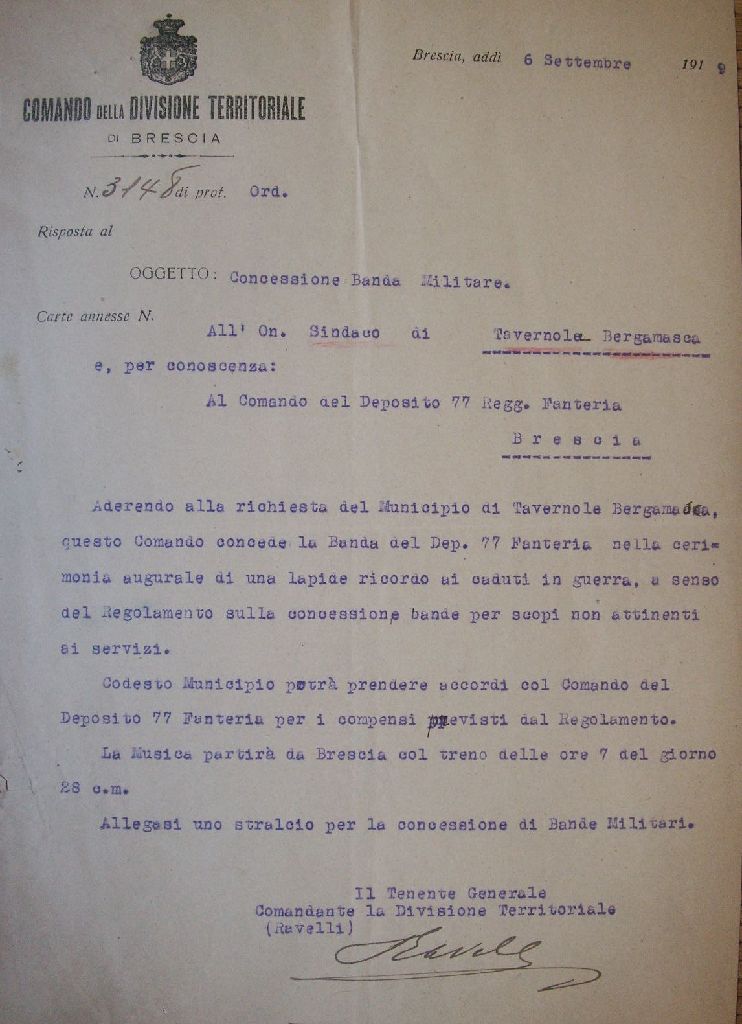 Brescia, addì 6 Settembre 1919
COMANDO DELLA DIVISIONE TERRITORIALE
DI BRESCIA
N. 3148 di prot. Ord.
Risposta al
OGGETTO: Concessione Banda Militare.
Carte annesse N.
All' On. Sindaco di Tavernole Bergamasca
e, per conoscenza:
Al Comando del Deposito 77 Regg. Fanteria
Brescia
Aderendo alla richiesta del Municipio di Tavernole Bergamasca,
questo Comando concede la Banda del Dep. 77 Fanteria nella ceri=
monia augurale di una lapide ricordo ai caduti in guerra, a senso
del Regolamento sulla concessione bande per scopi non attinenti
ai servizi.
Codesto Municipio potrà prendere accordi col Comando del
Deposito 77 Fanteria per i compensi previsti dal Regolamento.
La Musica partirà da Brescia col treno delle ore 7 del giorno
28 c.m.
Allegasi uno stralcio per la concessione di Bande Militari.
Il Tenente Generale
Comandante la Divisione Territoriale
(Ravelli)
Ravelli